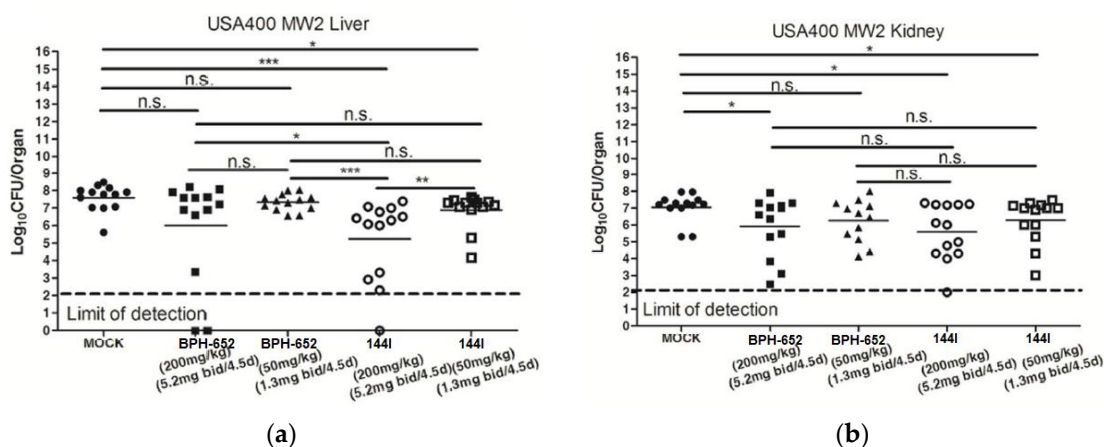 USA400 MW2 Liver
Log10CFU/Organ
16
15
14
13
12
11
10
9
8
7
6
5
4
3
2
1
0
*
***
n.s.
n.s.
n.s.
*
n.s.
n.s.
***
**
Limit of detection
MOCK
BPH-652
(200mg/kg)
(5.2mg bid/4.5d)
BPH-652
(50mg/kg)
(1.3mg bid/4.5d)
144I
(200mg/kg)
(5.2mg bid/4.5d)
144I
(50mg/kg)
(1.3mg bid/4.5d)
(a)
USA400 MW2 Kidney
Log10CFU/Organ
16
15
14
13
12
11
10
9
8
7
6
5
4
3
2
1
0
*
*
n.s.
*
n.s.
n.s.
n.s.
n.s.
Limit of detection
MOCK
BPH-652
(200mg/kg)
(5.2mg bid/4.5d)
BPH-652
(50mg/kg)
(1.3mg bid/4.5d)
144I
(200mg/kg)
(5.2mg bid/4.5d)
144I
(50mg/kg)
(1.3mg bid/4.5d)
(b)